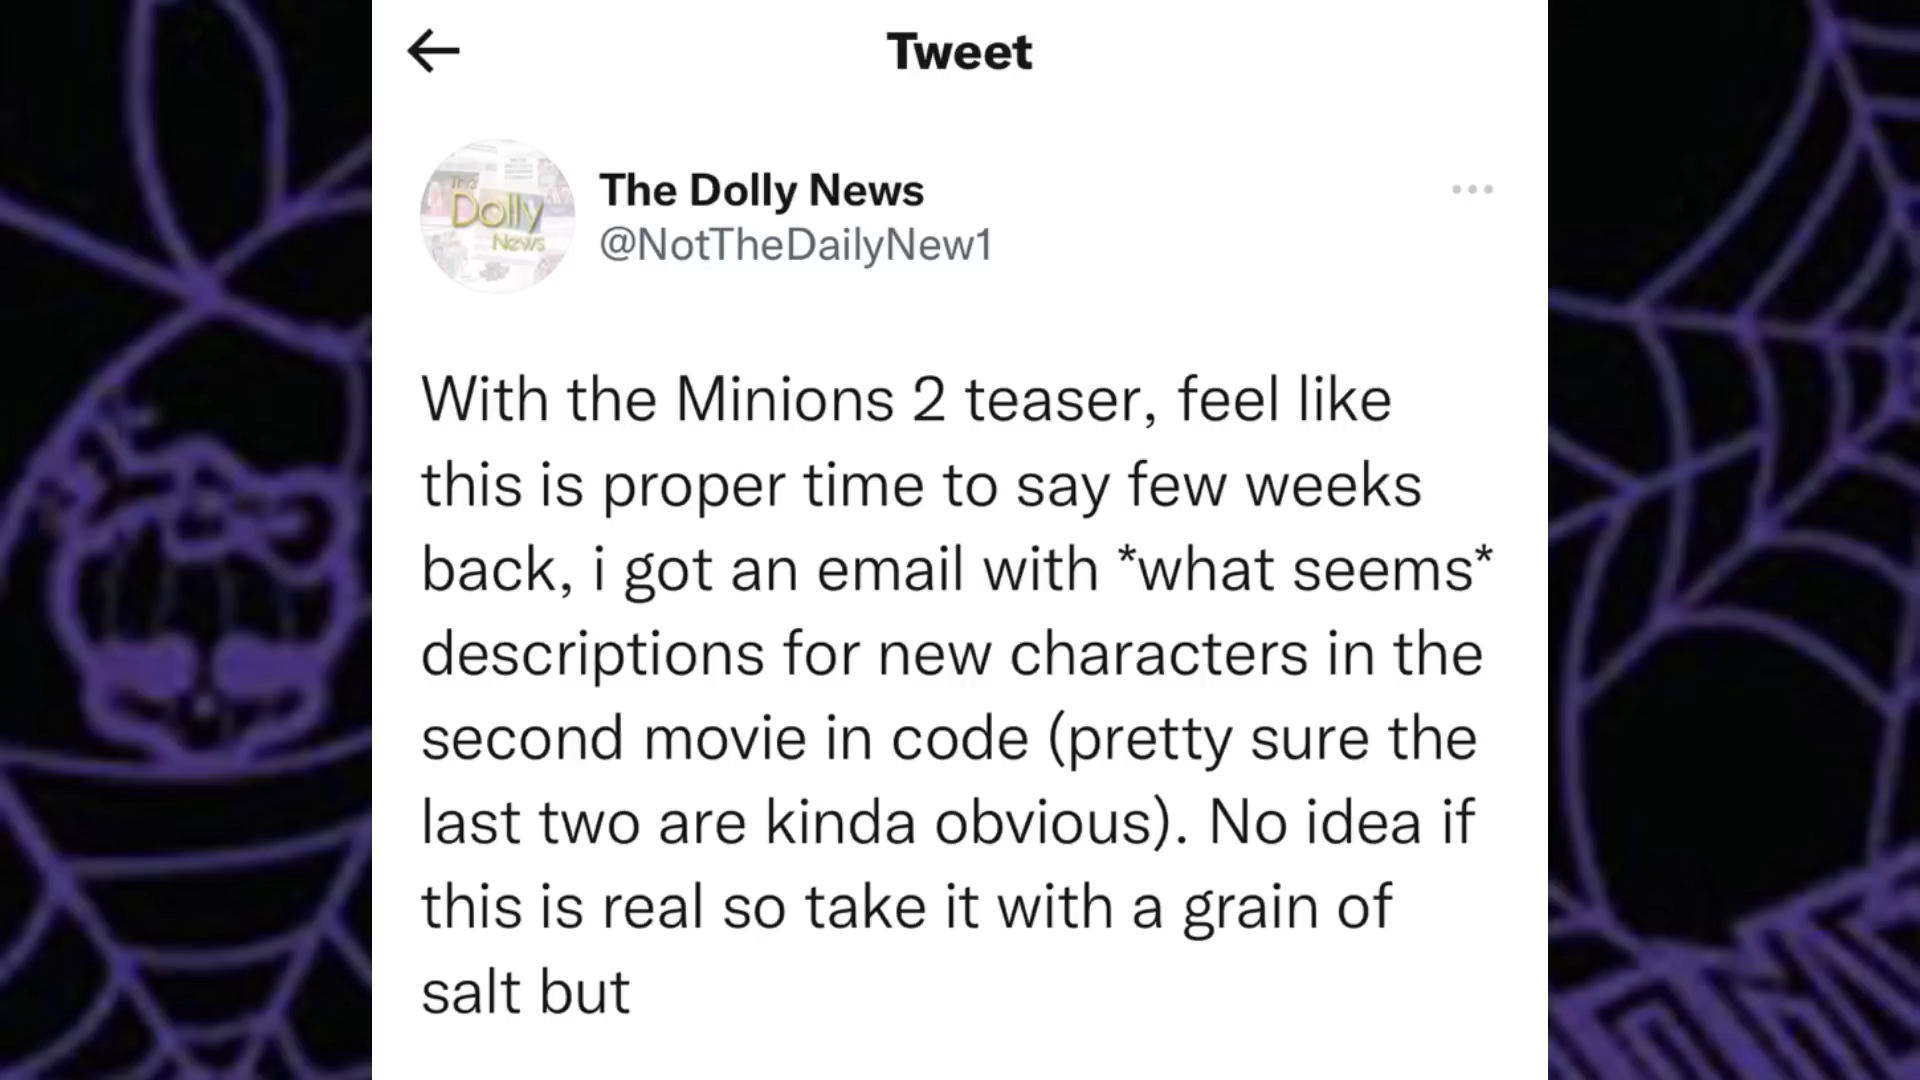 Tweet
The Dolly News
The Dolly News
@NotTheDailyNew1
With the Minions 2 teaser, feel like
this is proper time to say few weeks
back, i got an email with *what seems*
descriptions for new characters in the
second movie in code (pretty sure the
last two are kinda obvious). No idea if
this is real so take it with a grain of
salt but